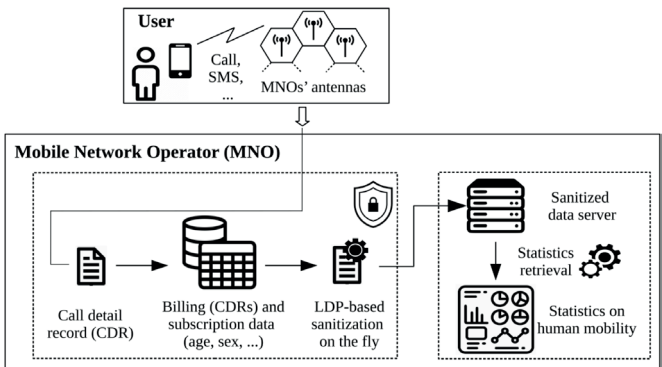 User
Call,
SMS,
...
MNOs' antennas
Mobile Network Operator (MNO)
Call detail
record (CDR)
Billing (CDRs) and
subscription data
(age, sex, ...)
LDP-based
sanitization
on the fly
Sanitized
data server
Statistics
retrieval
Statistics on
human mobility